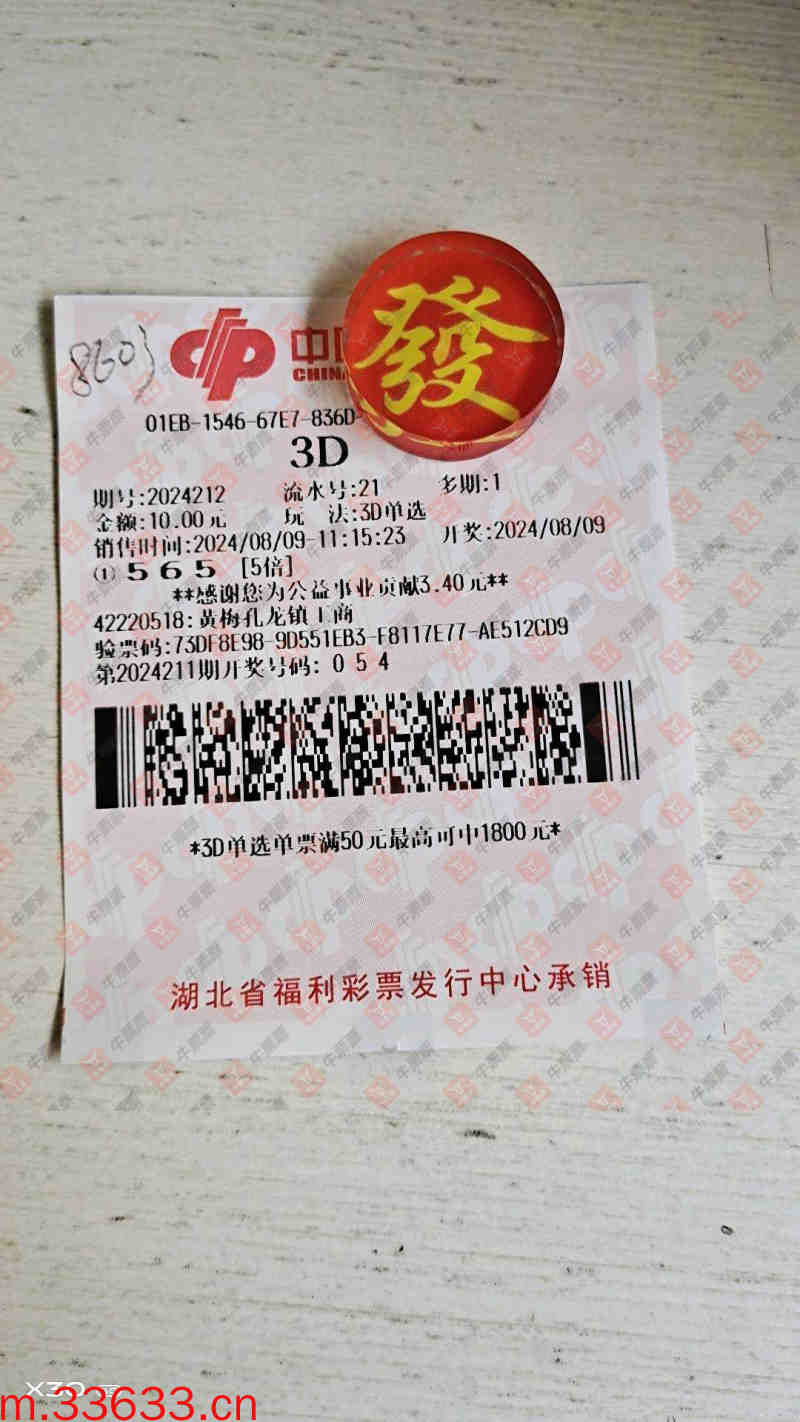 發
8603
中
CHINA
01EB-1546-67E7-836D-
3D
期号:2024212 流水号:21 多期:1
金额:10.00元 玩 法:3D单选
销售时间:2024/08/09-11:15:23 开奖:2024/08/09
(1) 5 6 5 [5倍]
**感谢您为公益事业贡献3.40元**
42220518:黄梅孔龙镇工商
验票码:73DF8E98-9D551EB3-F8117E77-AE512CD9
第2024211期开奖号码: 0 5 4
*3D单选单票满50元最高可中1800元*
湖北省福利彩票发行中心承销
X30
m.33633.cn